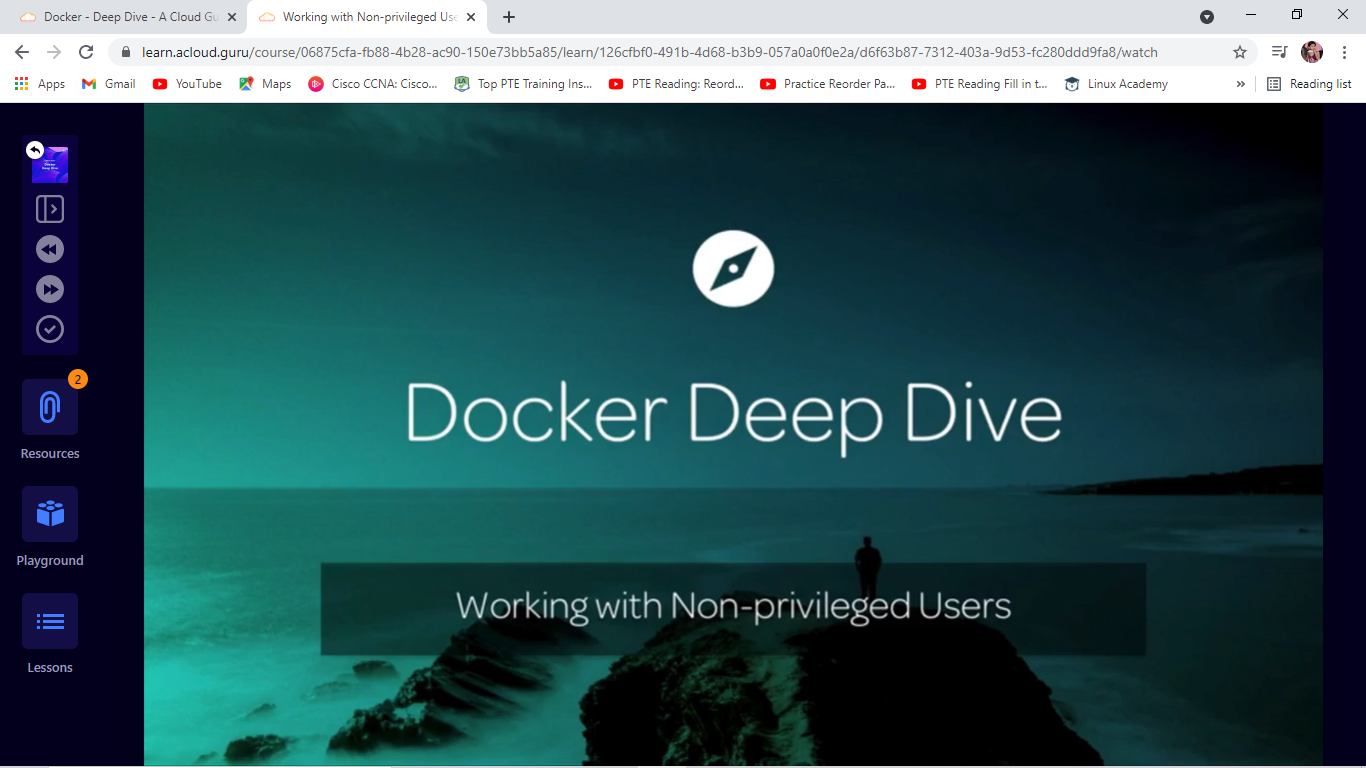 Docker - Deep Dive - A Cloud Gu
Working with Non-privileged Use
learn.acloud.guru/course/06875cfa-fb88-4b28-ac90-150e73bb5a85/learn/126cfbf0-491b-4d68-b3b9-057a0a0f0e2a/d6f63b87-7312-403a-9d53-fc280ddd9fa8/watch
Apps
Gmail
YouTube
Maps
Cisco CCNA: Cisco...
Top PTE Training Ins...
PTE Reading: Reord...
Practice Reorder Pa...
PTE Reading Fill in t...
Linux Academy
»
Reading list
Docker
Deep Dive
2
Resources
Playground
Lessons
Docker Deep Dive
Working with Non-privileged Users